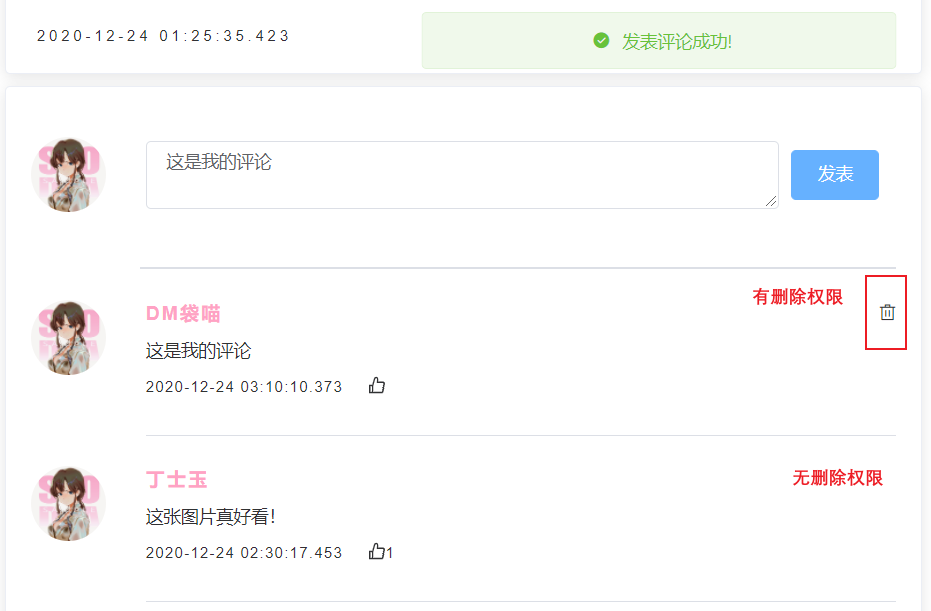 2020-12-24 01:25:35.423
发表评论成功!
这是我的评论
发表
有删除权限
DM袋喵
这是我的评论
2020-12-24 03:10:10.373
丁士玉
无删除权限
这张图片真好看！
2020-12-24 02:30:17.453 1